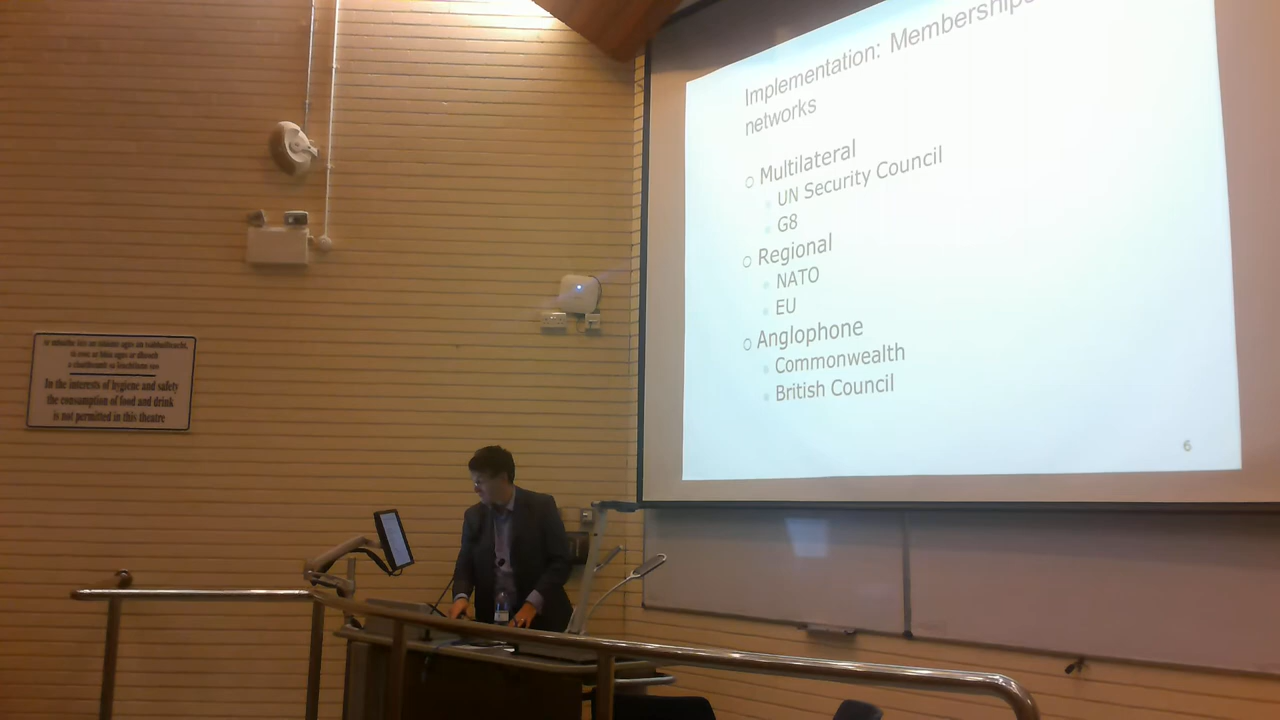 Implementation: Memberships
networks
Multilateral
UN Security Council
G8
Regional
NATO
EU
Anglophone
Commonwealth
British Council
6
In the interests of hygiene and safety
the consumption of food and drink
is not permitted in this theatre